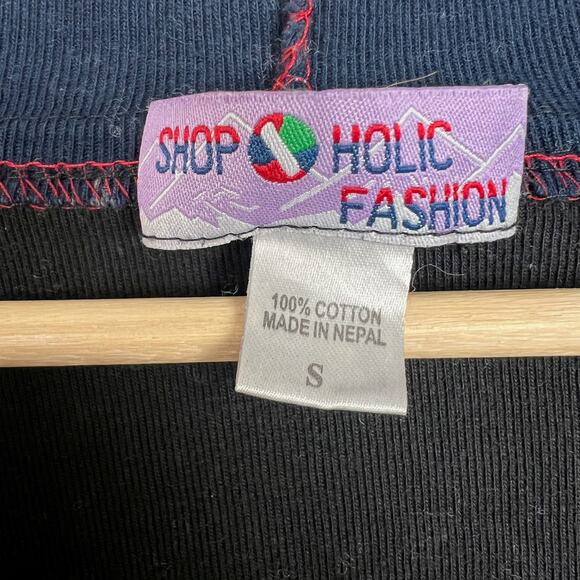 SHOP HOLIC
FASHION
100% COTTON
MADE IN NEPAL
S